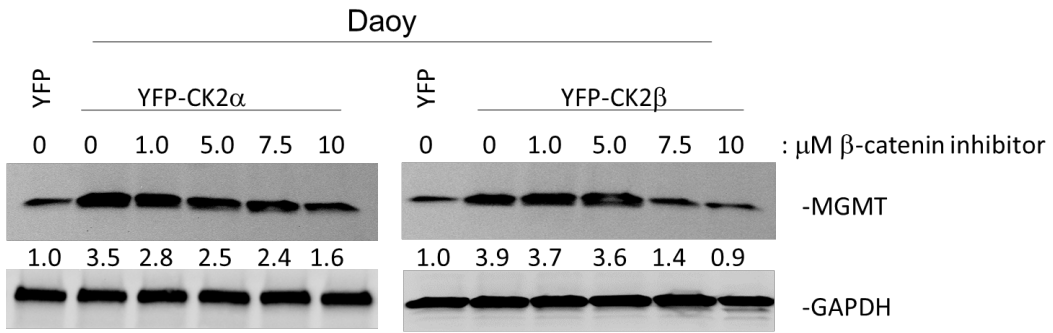 Daoy
YFP YFP-CK2α YFP YFP-CK2β
0 0 1.0 5.0 7.5 10 0 0 1.0 5.0 7.5 10 : μM β-catenin inhibitor
-MGMT
1.0 3.5 2.8 2.5 2.4 1.6 1.0 3.9 3.7 3.6 1.4 0.9
-GAPDH